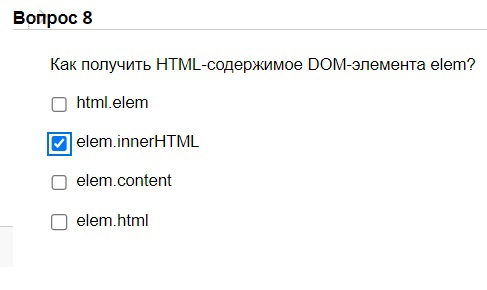 Вопрос 8
Как получить HTML-содержимое DOM-элемента elem?
html.elem
elem.innerHTML
elem.content
elem.html